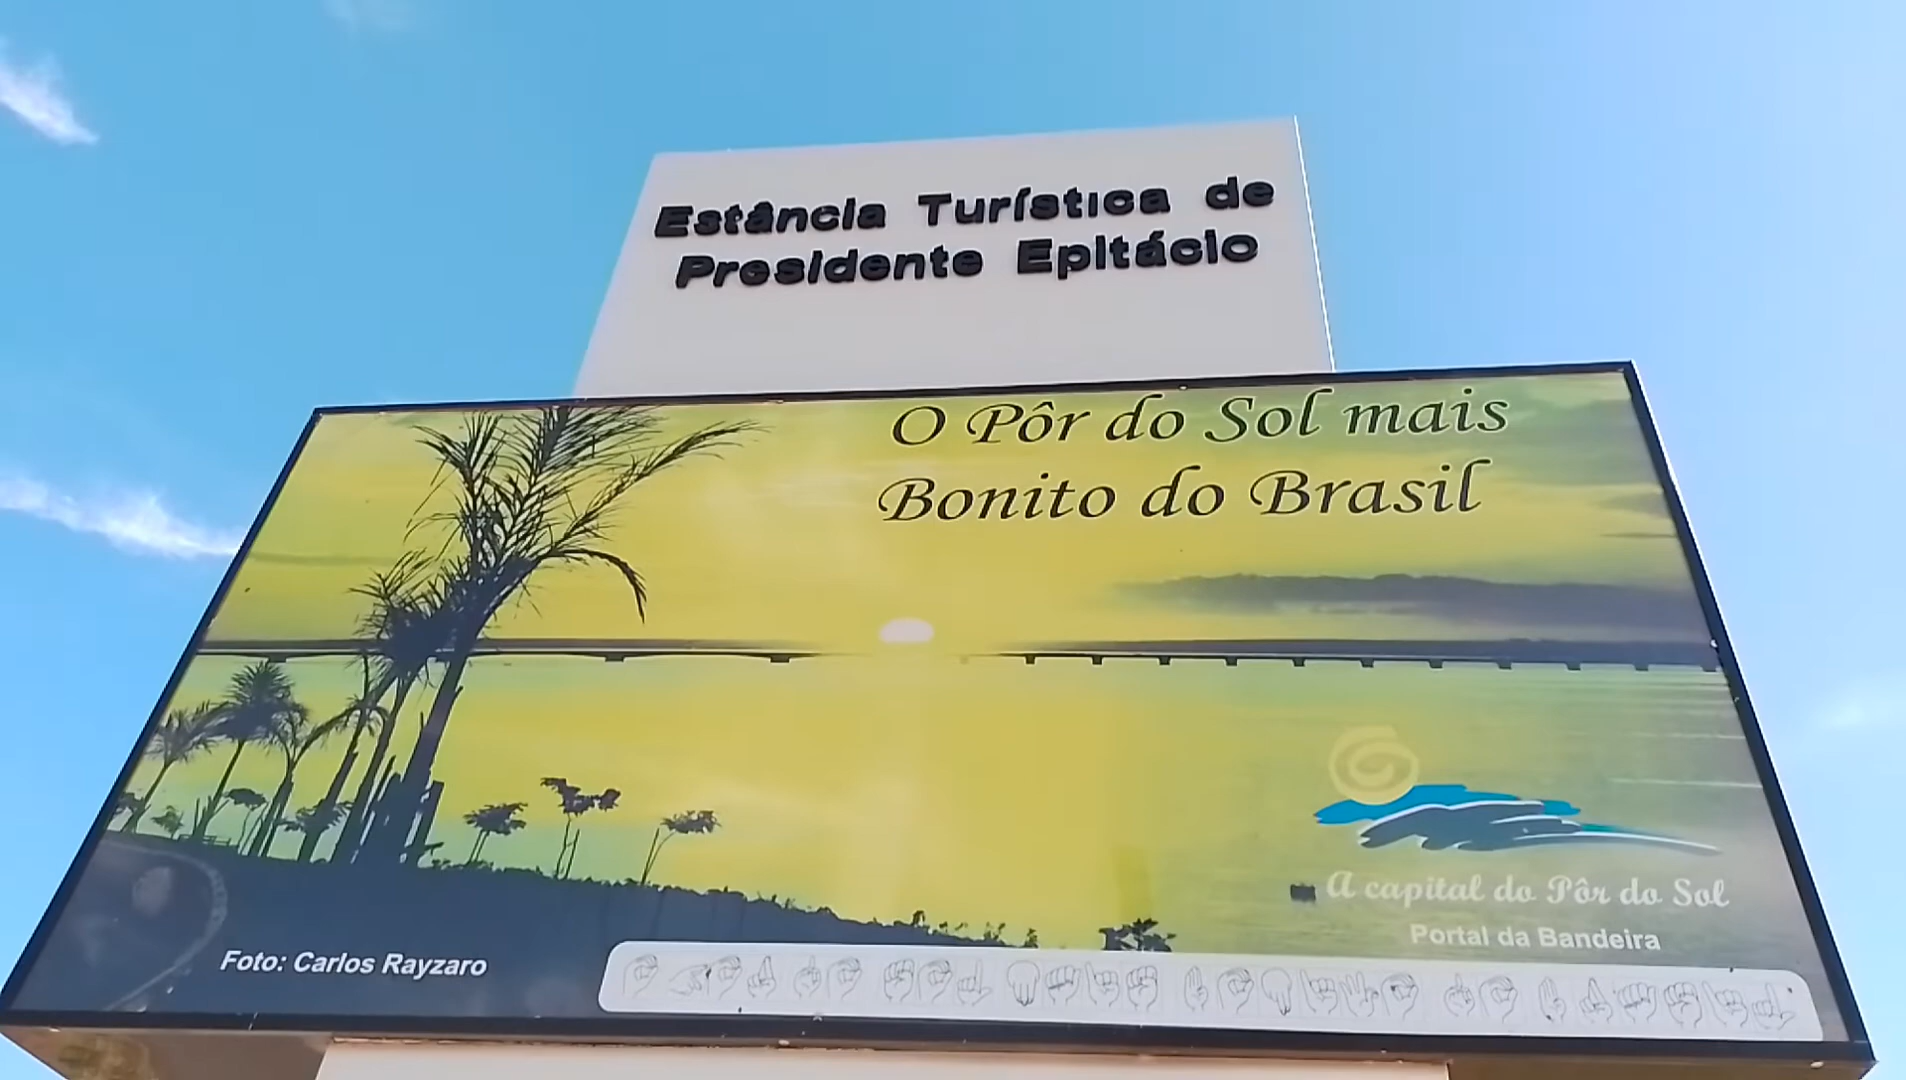 Estância Turística de
Presidente Epitácio
O Pôr do Sol mais
Bonito do Brasil
A capital do Pôr do Sol
Portal da Bandeira
Foto: Carlos Rayzaro